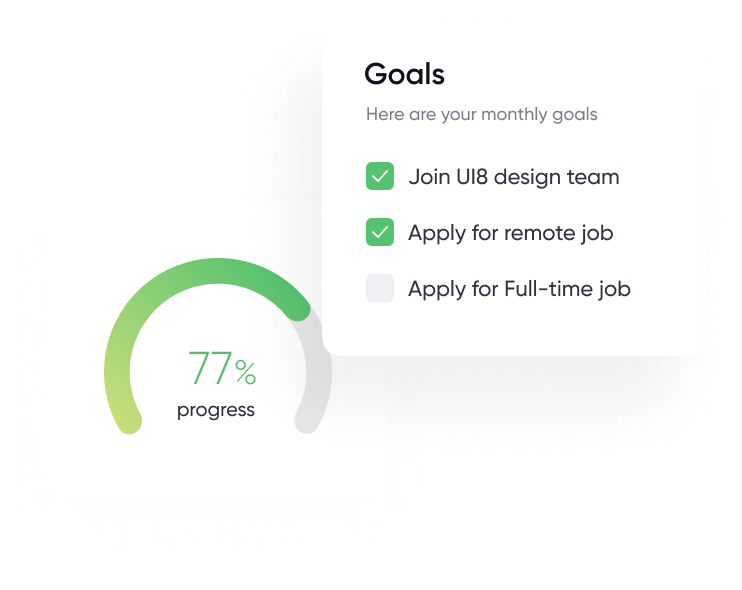 Goals
Here are your monthly goals
Join UI8 design team
Apply for remote job
Apply for Full-time job
77%
progress